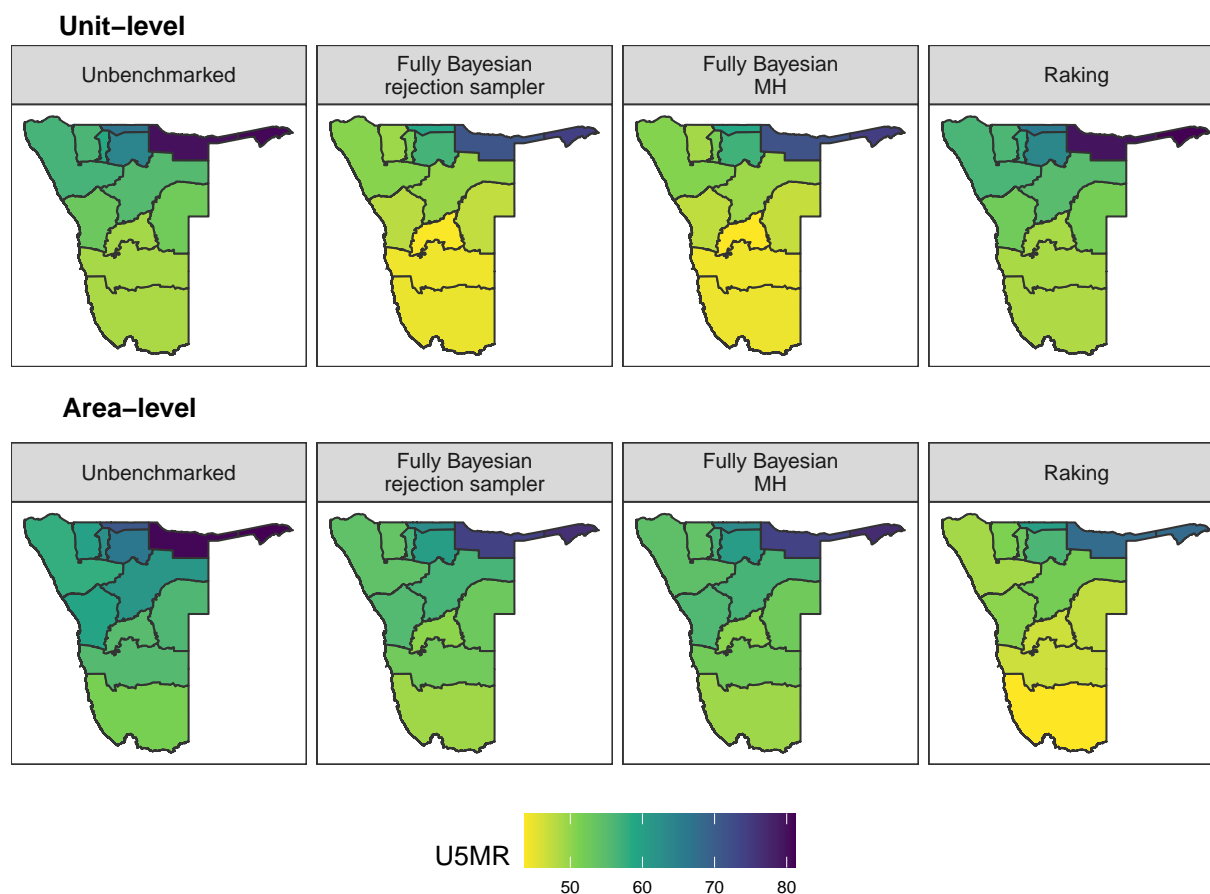 Unit−level
Unbenchmarked
Fully Bayesian
rejection sampler
Fully Bayesian
MH
Raking
Area−level
Unbenchmarked
Fully Bayesian
rejection sampler
Fully Bayesian
MH
Raking
U5MR
50 60 70 80